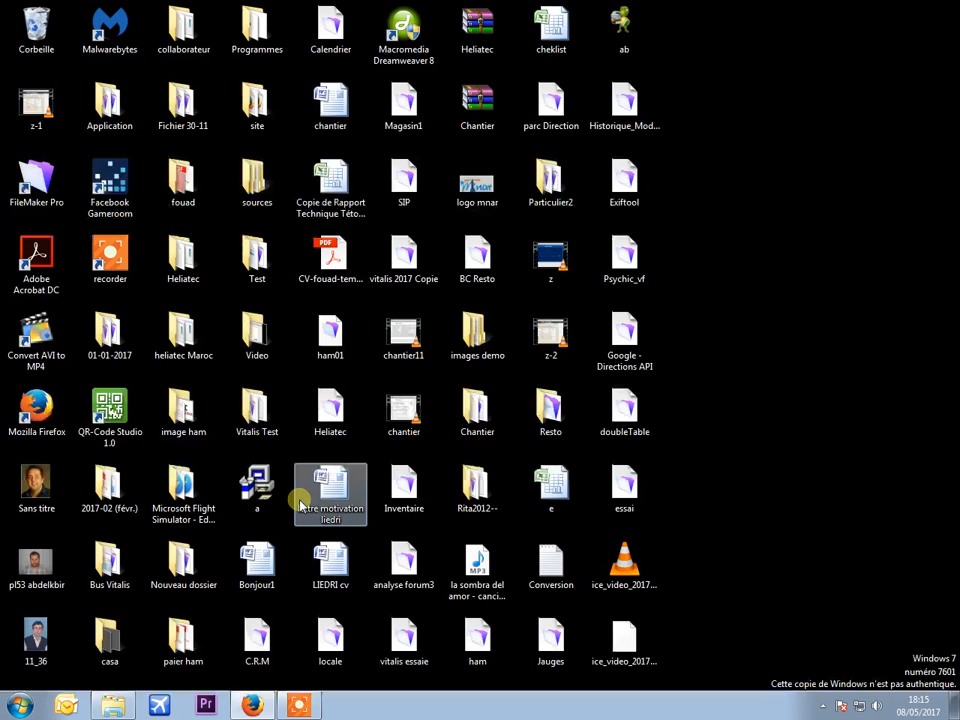 Corbeille
Malwarebytes
collaborateur
Programmes
Calendrier
Macromedia
Dreamweaver 8
Heliatec
cheklist
ab
z-1
Application
Fichier 30-11
site
chantier
Magasin1
Chantier
parc Direction
Historique_Mod...
FileMaker Pro
Facebook
Gameroom
fouad
sources
Copie de Rapport
Technique Této...
SIP
logo mnar
Particulier2
Exiftool
Adobe
Acrobat DC
recorder
Heliatec
Test
PDF
CV-fouad-tem...
vitalis 2017 Copie
BC Resto
z
Psychic_vf
Convert AVI to
MP4
01-01-2017
heliatec Maroc
Video
ham01
chantier11
images demo
z-2
Google -
Directions API
Mozilla Firefox
QR-Code Studio
1.0
image ham
Vitalis Test
Heliatec
chantier
Chantier
Resto
doubleTable
Sans titre
2017-02 (févr.)
Microsoft Flight
Simulator - Ed...
a
motivation
liedri
Inventaire
Rita2012--
e
essai
pl53 abdelkbir
Bus Vitalis
Nouveau dossier
Bonjour1
LIEDRI cv
analyse forum3
MP3
la sombra del
amor - canci...
Conversion
ice_video_2017...
11_36
casa
paier ham
C.R.M
locale
vitalis essaie
ham
Jauges
ice_video_2017...
Windows 7
numéro 7601
Cette copie de Windows n'est pas authentique.
Pr
18:15
08/05/2017